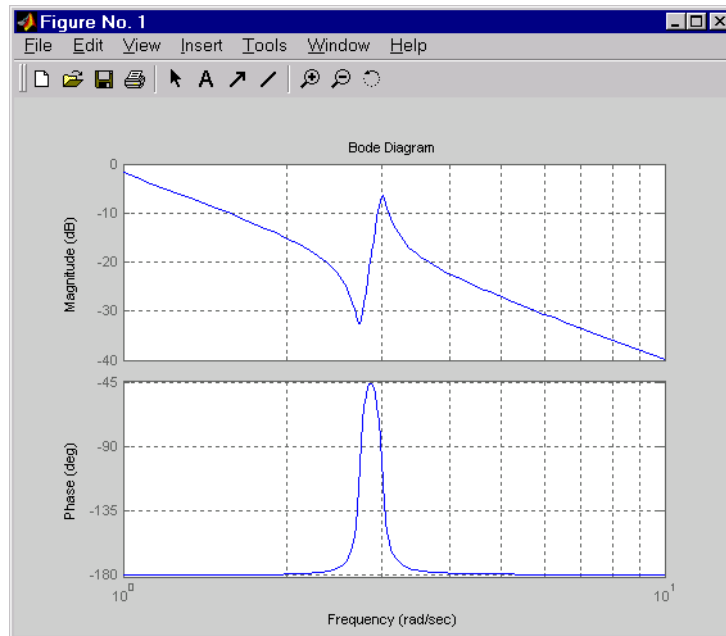 Figure No. 1
File Edit View Insert Tools Window Help
A
Bode Diagram
Magnitude (dB)
0
-10
-20
-30
-40
Phase (deg)
-45
-90
-135
-180
10^0 10^1
Frequency (rad/sec)